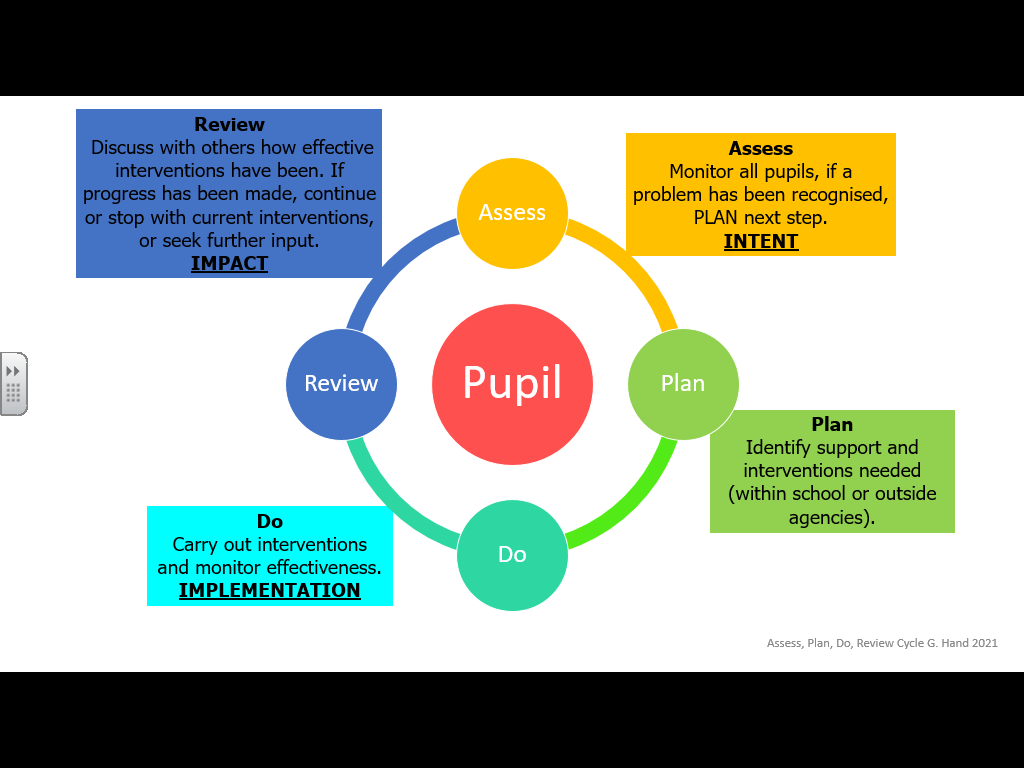 Review
Discuss with others how effective
interventions have been. If
progress has been made, continue
or stop with current interventions,
or seek further input.
IMPACT
Assess
Monitor all pupils, if a
problem has been recognised,
PLAN next step.
INTENT
Assess
Review
Pupil
Plan
Plan
Identify support and
interventions needed
(within school or outside
agencies).
Do
Carry out interventions
and monitor effectiveness.
IMPLEMENTATION
Do
Assess, Plan, Do, Review Cycle G. Hand 2021